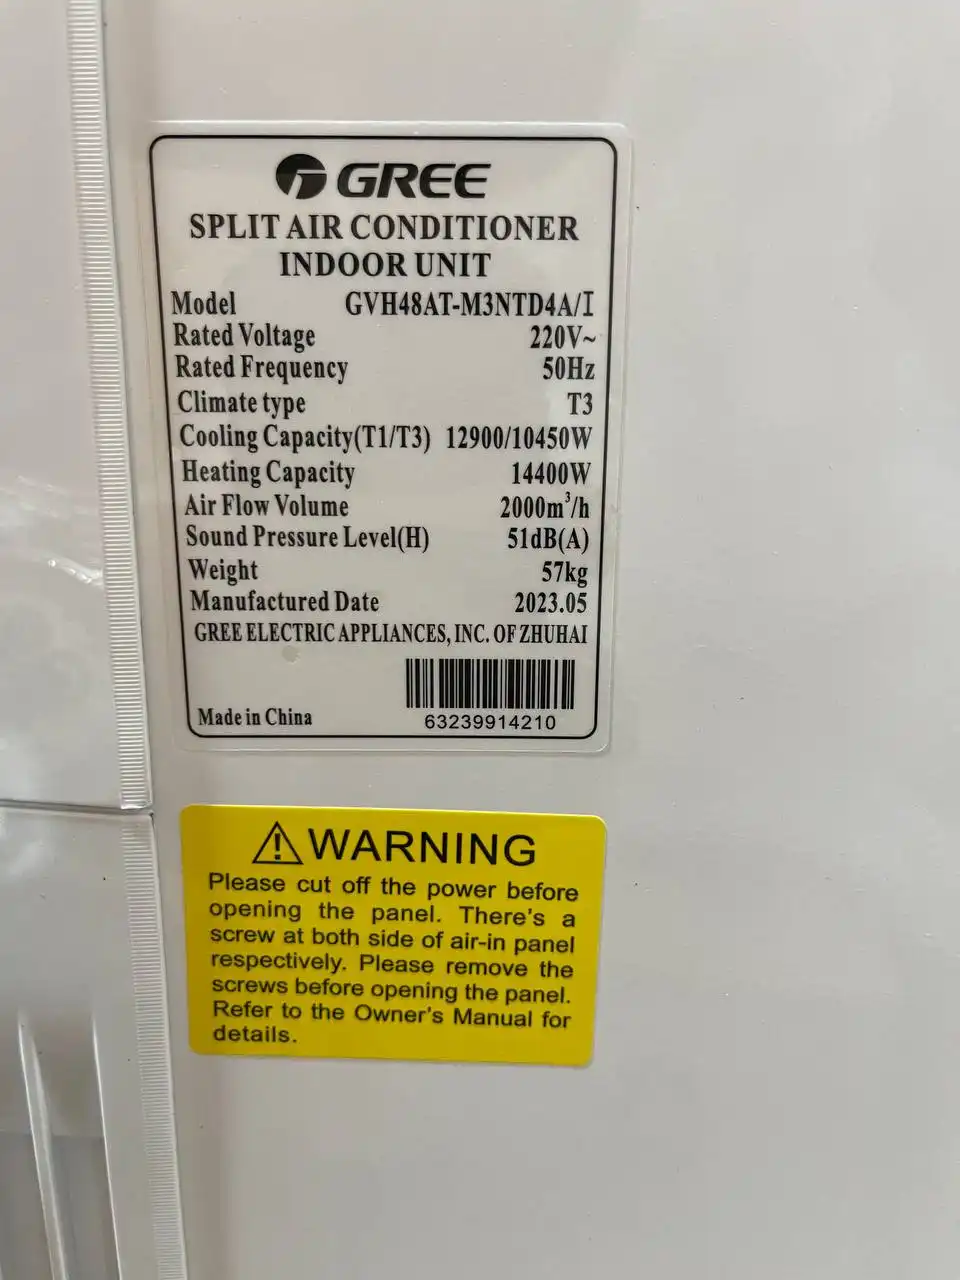 GREE
SPLIT AIR CONDITIONER
INDOOR UNIT
Model GVH48AT-M3NTD4A/I
Rated Voltage 220V~
Rated Frequency 50Hz
Climate type T3
Cooling Capacity(T1/T3) 12900/10450W
Heating Capacity 14400W
Air Flow Volume 2000m³/h
Sound Pressure Level(H) 51dB(A)
Weight 57kg
Manufactured Date 2023.05
GREE ELECTRIC APPLIANCES, INC. OF ZHUHAI
Made in China 63239914210
WARNING
Please cut off the power before
opening the panel. There's a
screw at both side of air-in panel
respectively. Please remove the
screws before opening the panel.
Refer to the Owner's Manual for
details.